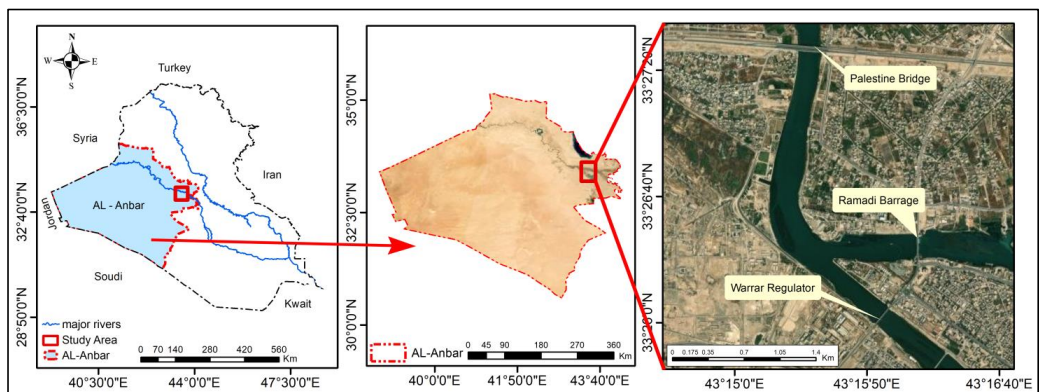 N
W E
S
Turkey
Syria
Iran
Jordan
AL - Anbar
Soudi
Kwait
major rivers
Study Area
AL-Anbar
0 70 140 280 420 560
Km
36°30'0"N
32°40'0"N
28°50'0"N
40°30'0"E 44°0'0"E 47°30'0"E
35°0'0"N
32°30'0"N
30°0'0"N
AL-Anbar
0 45 90 180 270 360
Km
40°0'0"E 41°50'0"E 43°40'0"E
33°27'20"N
33°26'40"N
33°26'0"N
Palestine Bridge
Ramadi Barrage
Warrar Regulator
0 0.175 0.35 0.7 1.05 1.4
Km
43°15'0"E 43°15'50"E 43°16'40"E